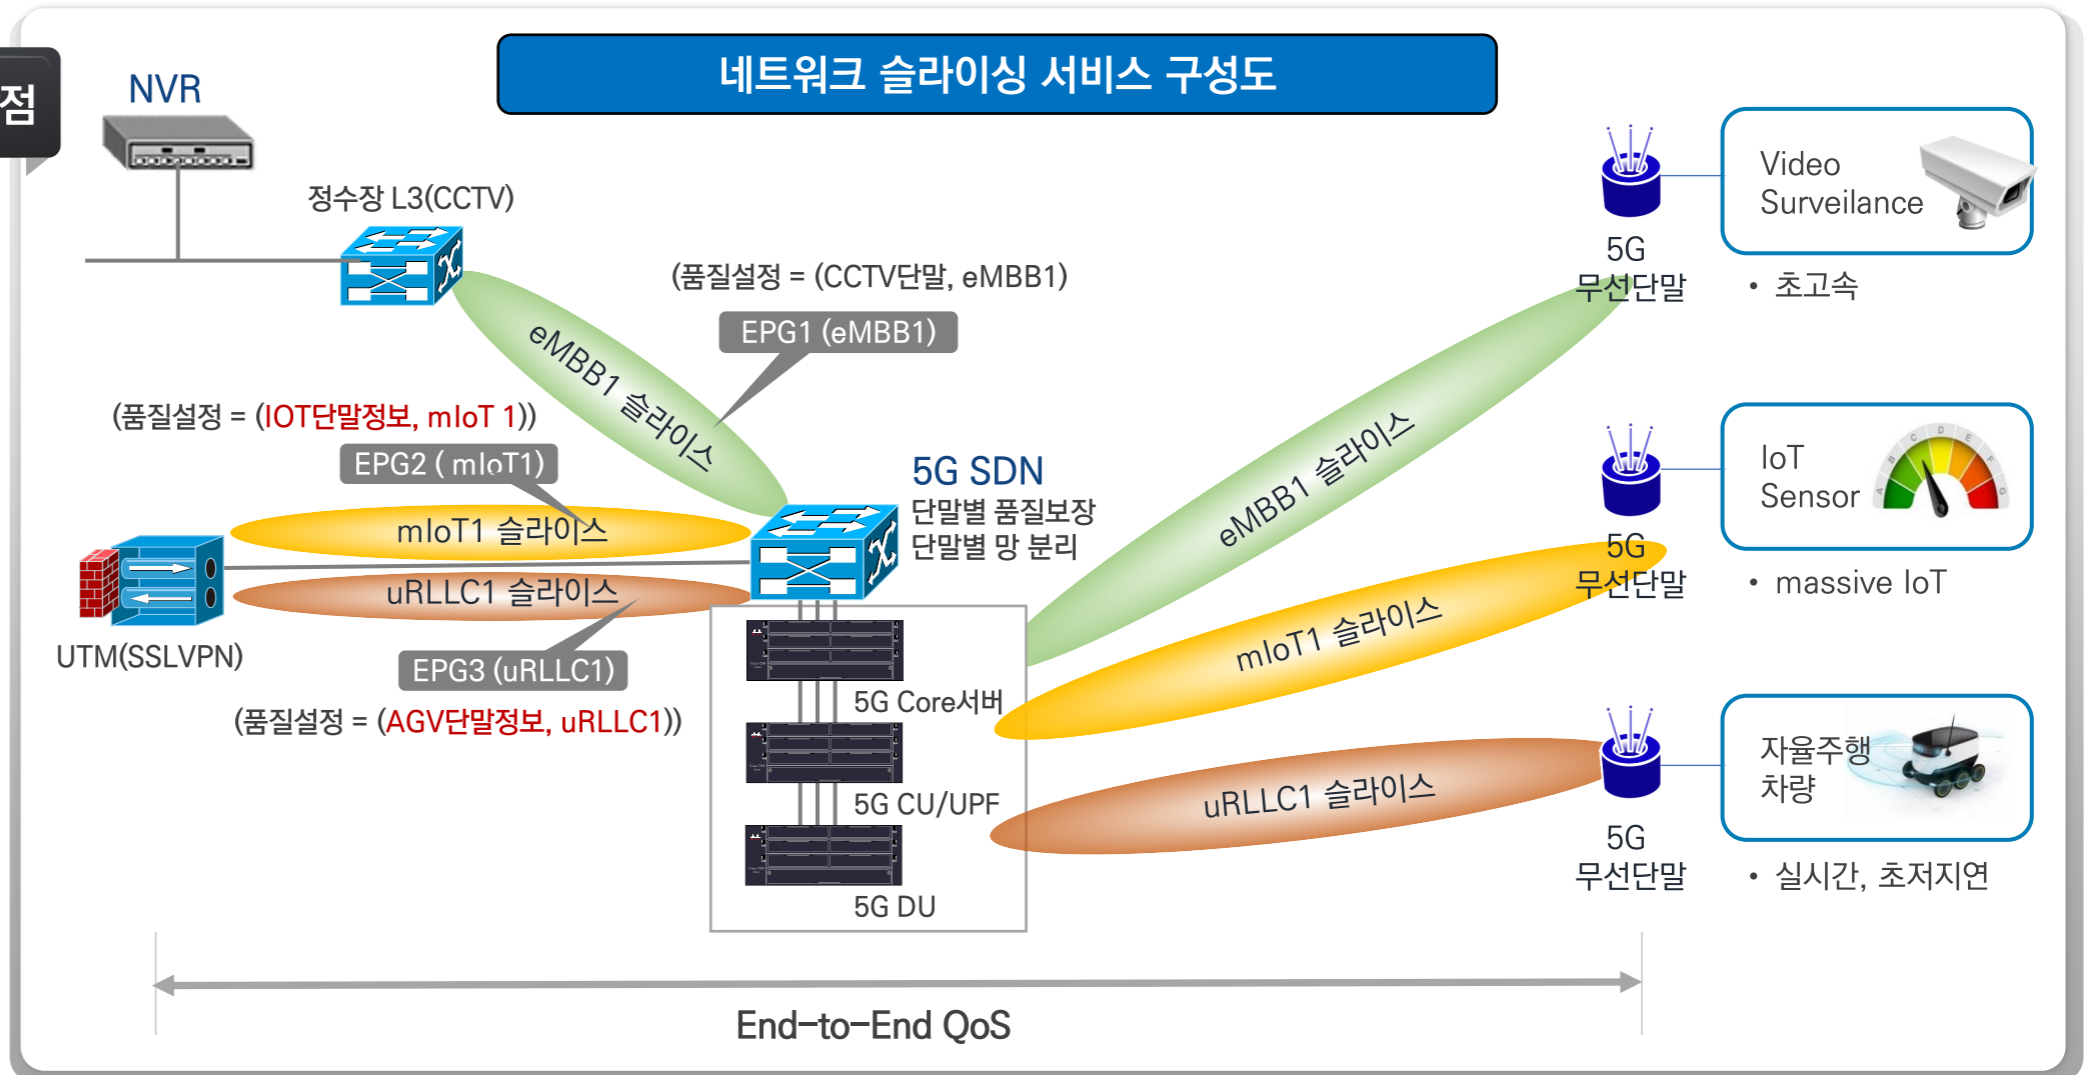 네트워크 슬라이싱 서비스 구성도
점
NVR
정수장 L3(CCTV)
(품질설정 = (CCTV단말, eMBB1)
EPG1 (eMBB1)
eMBB1 슬라이스
(품질설정 = (IOT단말정보, mIoT 1))
EPG2 ( mIoT1)
mIoT1 슬라이스
uRLLC1 슬라이스
UTM(SSLVPN)
EPG3 (uRLLC1)
(품질설정 = (AGV단말정보, uRLLC1))
5G SDN
단말별 품질보장
단말별 망 분리
5G Core서버
5G CU/UPF
5G DU
eMBB1 슬라이스
mIoT1 슬라이스
uRLLC1 슬라이스
5G
무선단말
Video
Surveilance
• 초고속
5G
무선단말
IoT
Sensor
A
B
C
D
E
F
G
• massive IoT
5G
무선단말
자율주행
차량
• 실시간, 초저지연
End-to-End QoS